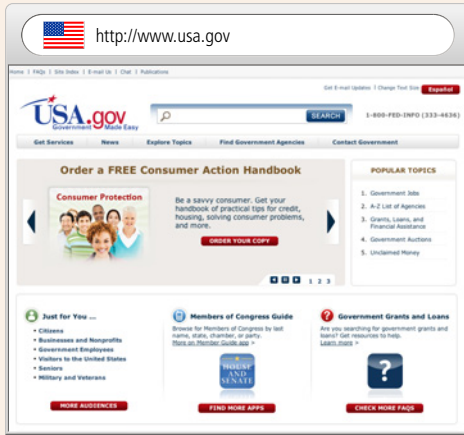 http://www.usa.gov
Home | FAQs | Site Index | E-mail Us | Chat | Publications
Get E-mail Updates | Change Text Size Español
USA.gov
Government Made Easy
SEARCH
1-800-FED-INFO (333-4636)
Get Services News Explore Topics Find Government Agencies Contact Government
Order a FREE Consumer Action Handbook
Consumer Protection
Be a savvy consumer. Get your
handbook of practical tips for credit,
housing, solving consumer problems,
and more.
ORDER YOUR COPY
1 2 3
POPULAR TOPICS
1. Government Jobs
2. A-Z List of Agencies
3. Grants, Loans, and
Financial Assistance
4. Government Auctions
5. Unclaimed Money
Just for You ...
• Citizens
• Businesses and Nonprofits
• Government Employees
• Visitors to the United States
• Seniors
• Military and Veterans
MORE AUDIENCES
Members of Congress Guide
Browse for Members of Congress by last
name, state, chamber, or party.
More on Member Guide app >
HOUSE
AND
SENATE
FIND MORE APPS
? Government Grants and Loans
Are you searching for government grants and
loans? Get resources to help.
Learn more >
?
CHECK MORE FAQS